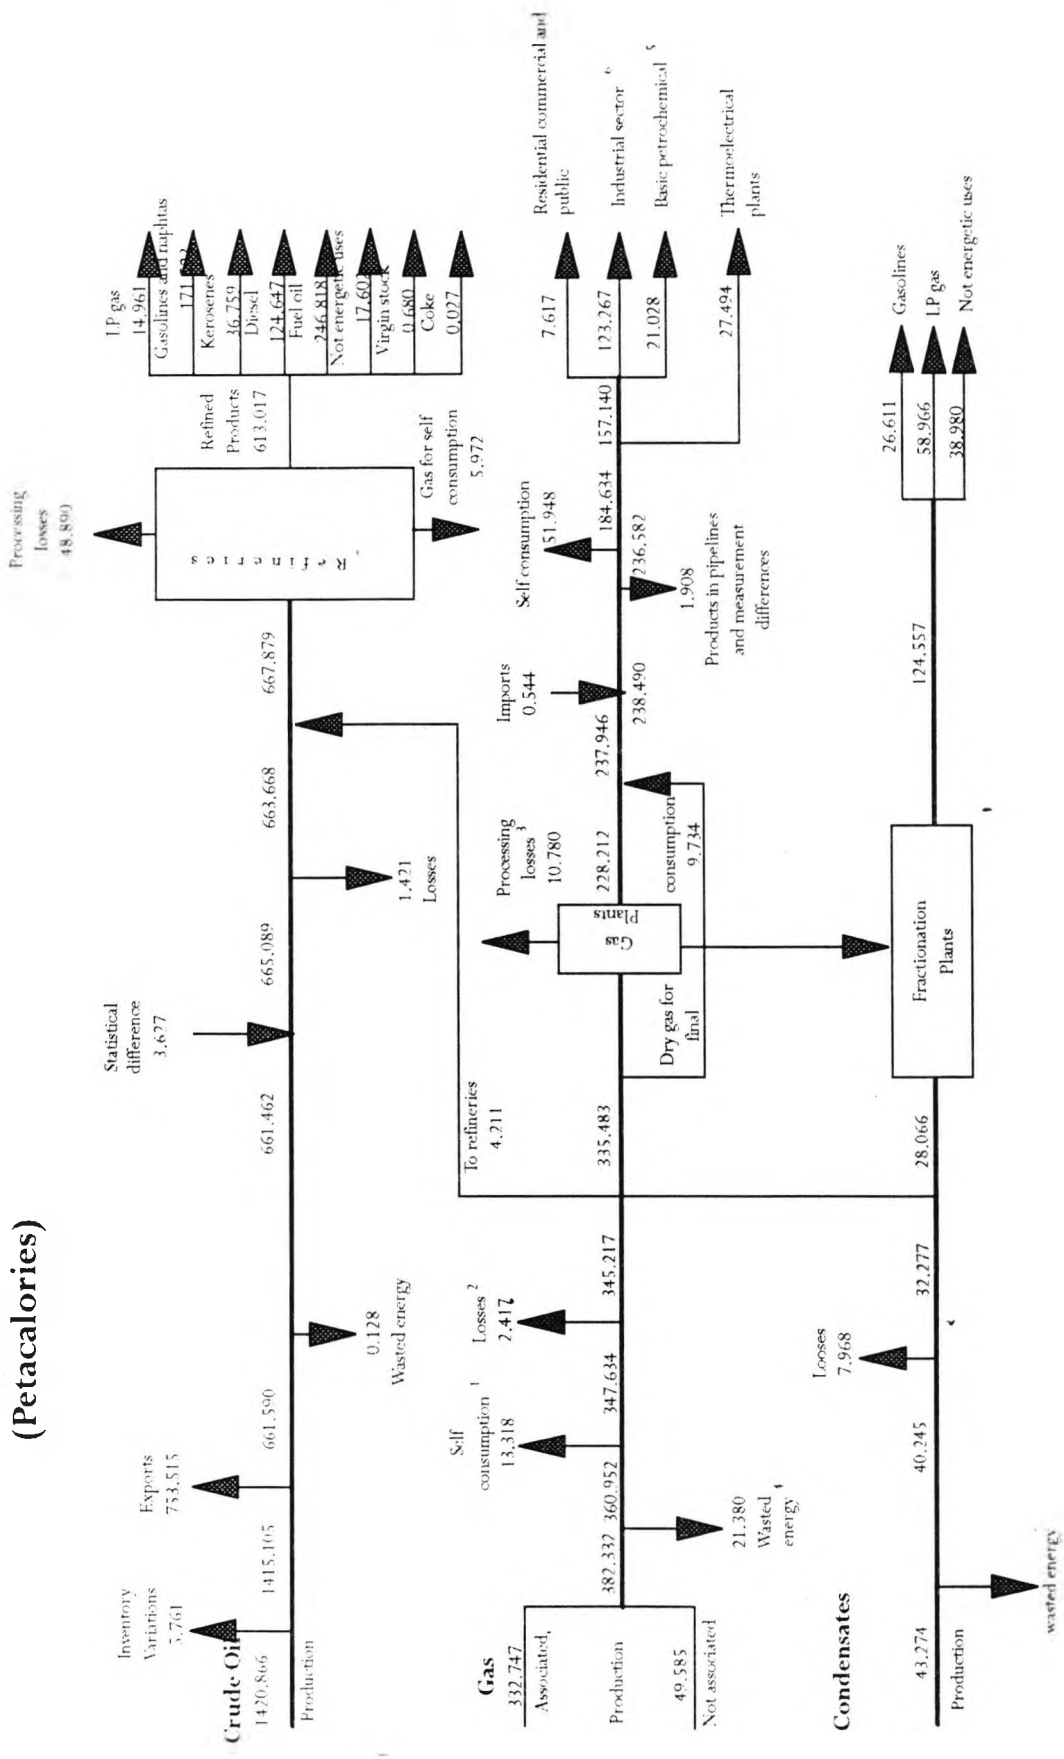 (Petacalories)
Inventory
Variations
Exports
753.515
Statistical
difference
3.627
Processing
losses
48.890
Crude Oil
1420.866
1415.105
661.590
661.462
665.089
663.668
667.879
Production
0.128
Wasted energy
1.421
Losses
Refineries
Gas for self
consumption
5.972
Refined
Products
613.017
LP gas
14.961
Gasolines and naphtas
Kerosenes
36.759
Diesel
124.647
Fuel oil
246.818
Not energetic uses
17.602
Virgin stock
0.680
Coke
0.027
Gas
332.747
Associated,
Production
49.585
Not associated
382.332
360.952
347.634
345.217
335.483
228.212
237.946
238.490
236.582
184.634
157.140
21.380
Wasted
energy 4
Self
consumption 1
13.318
Losses 2
2.417
To refineries
4.211
Dry gas for
final
consumption
9.734
Gas
Plants
Processing
losses 3
10.780
Imports
0.544
1.908
Products in pipelines
and measurement
differences
Self consumption
51.948
7.617
Residential commercial and
public
123.267
Industrial sector 6
21.028
Basic petrochemical 5
27.494
Thermoelectrical
plants
Condensates
43.274
Production
wasted energy
40.245
Looses
7.968
32.277
28.066
Fractionation
Plants
124.557
26.611
Gasolines
58.966
LP gas
38.980
Not energetic uses